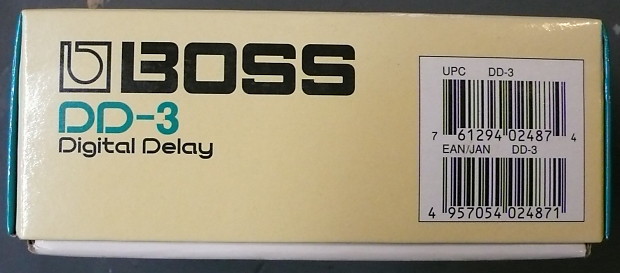 BOSS
DD-3
Digital Delay
UPC DD-3
7 61294 02487 4
EAN/JAN DD-3
4 957054 024871